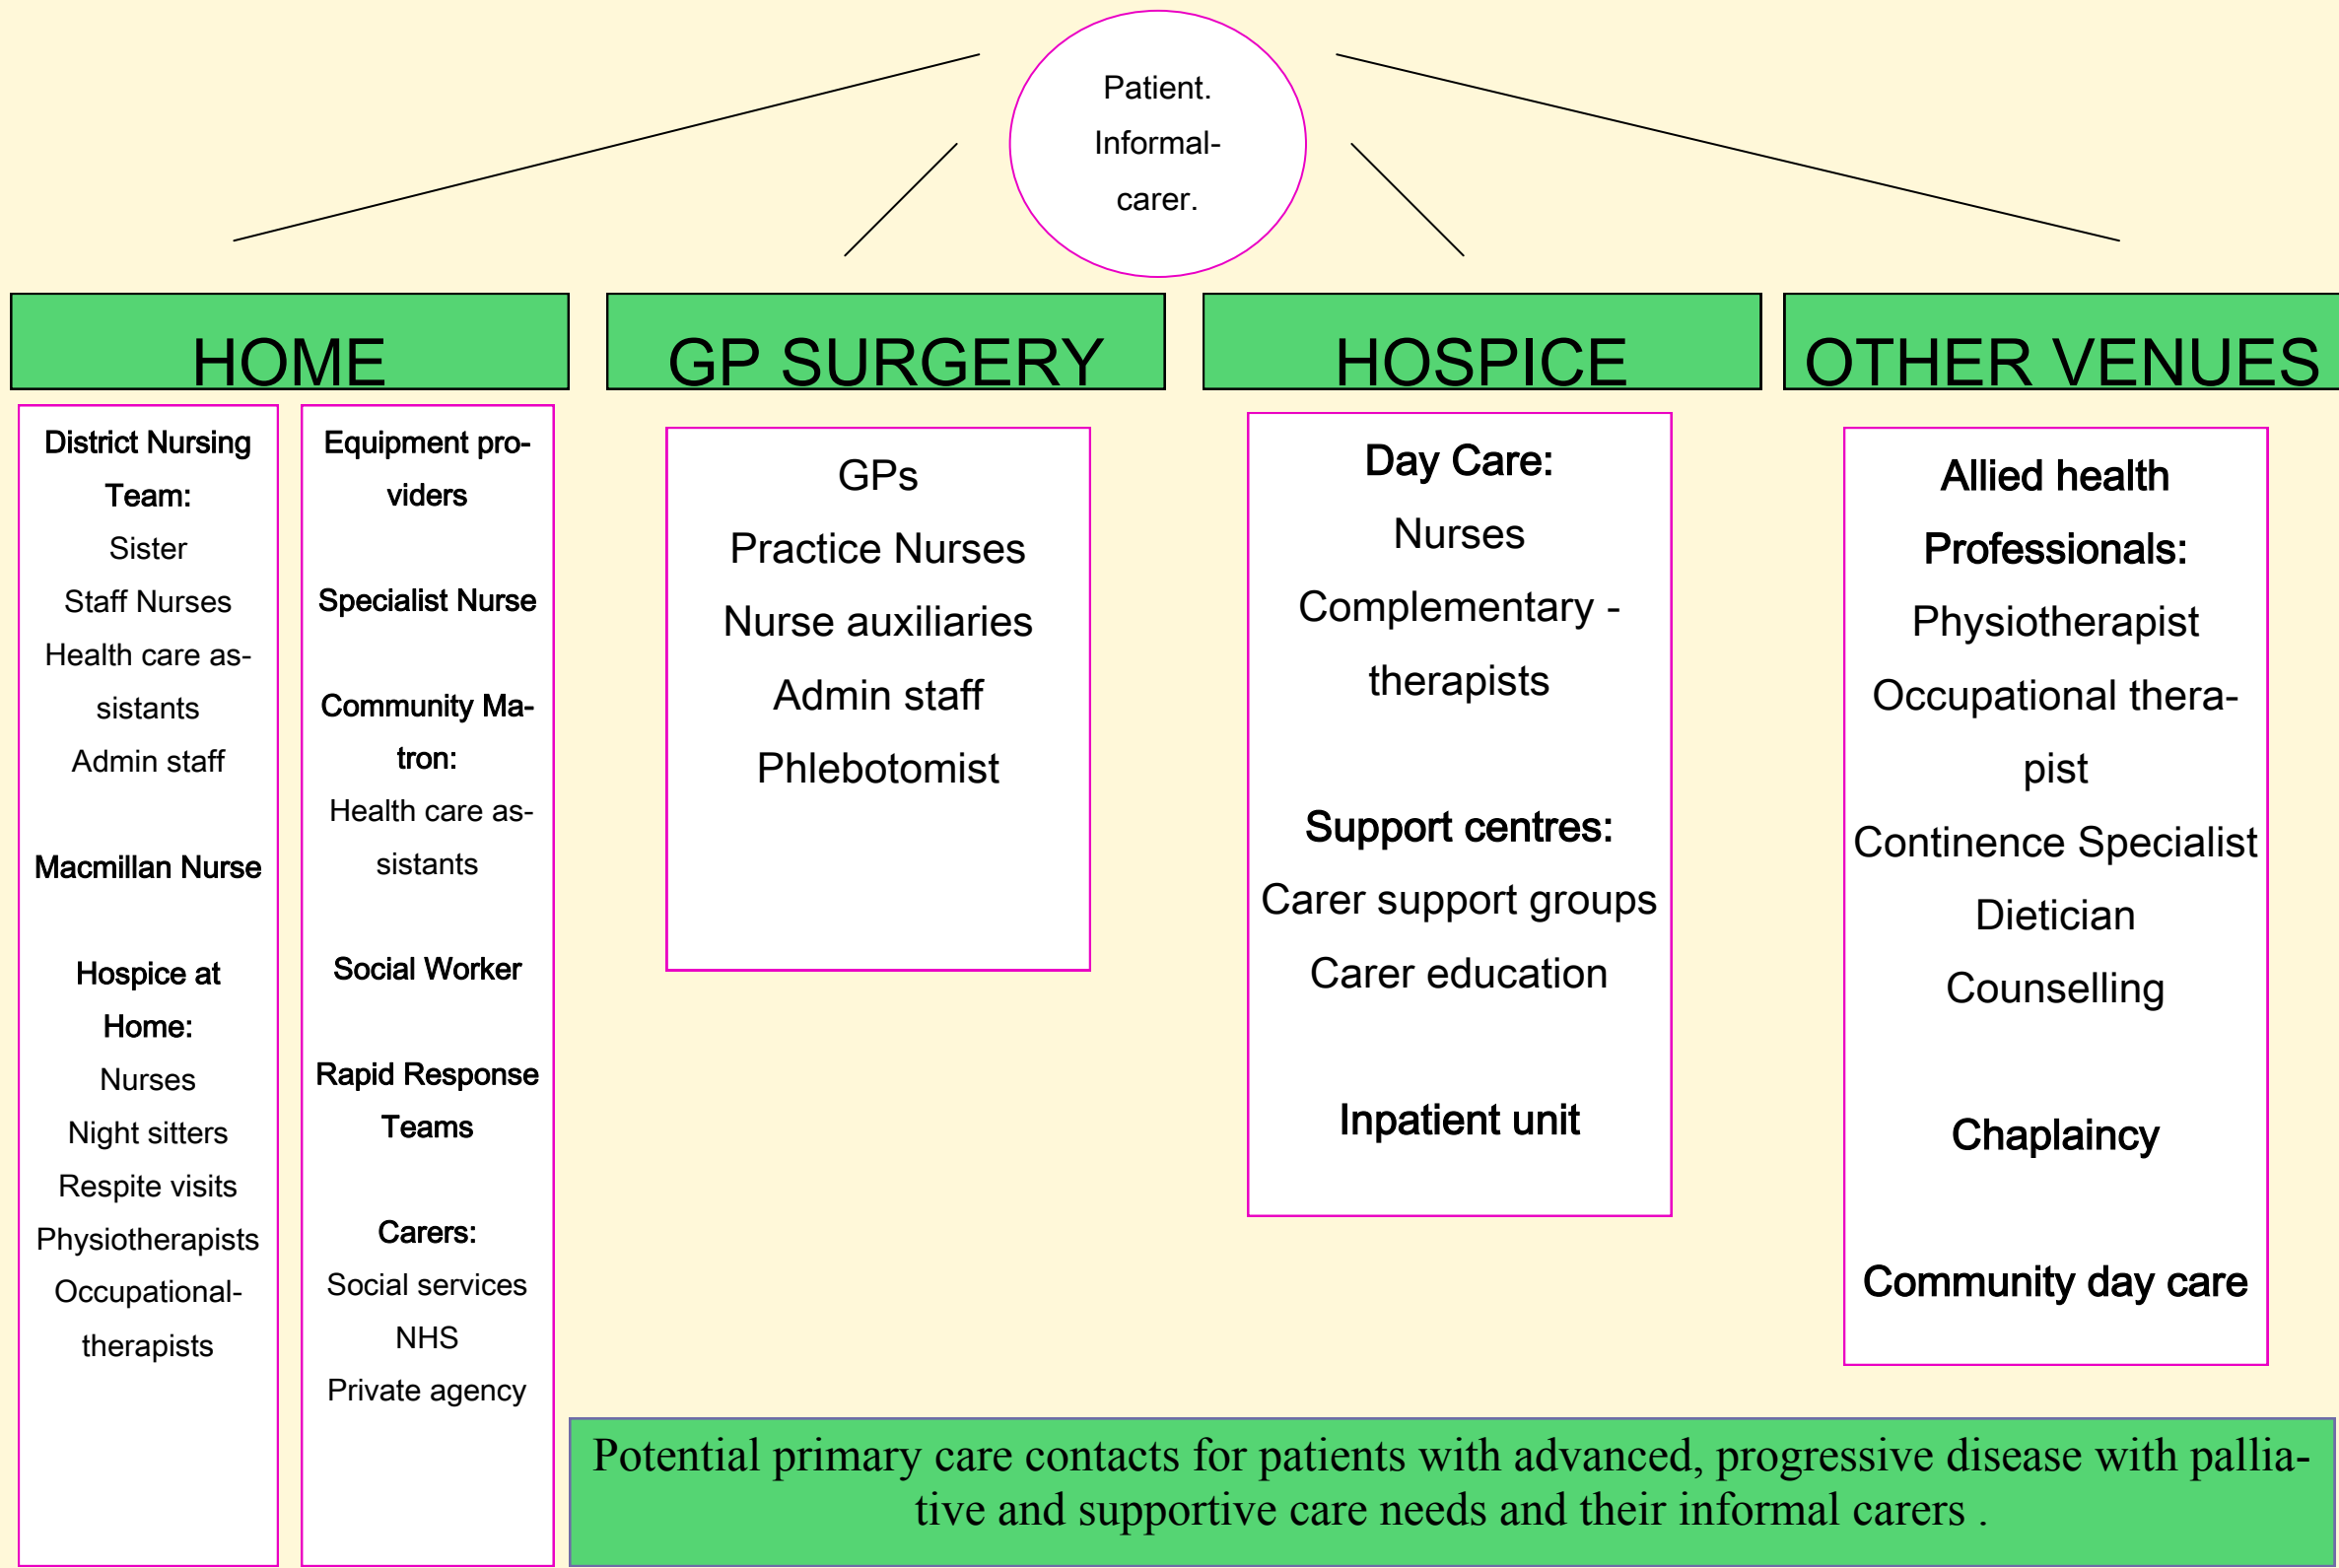 Patient.
Informal-
carer.
HOME
District Nursing
Team:
Sister
Staff Nurses
Health care as-
sistants
Admin staff
Macmillan Nurse
Hospice at
Home:
Nurses
Night sitters
Respite visits
Physiotherapists
Occupational-
therapists
Equipment pro-
viders
Specialist Nurse
Community Ma-
tron:
Health care as-
sistants
Social Worker
Rapid Response
Teams
Carers:
Social services
NHS
Private agency
GP SURGERY
GPs
Practice Nurses
Nurse auxiliaries
Admin staff
Phlebotomist
HOSPICE
Day Care:
Nurses
Complementary -
therapists
Support centres:
Carer support groups
Carer education
Inpatient unit
OTHER VENUES
Allied health
Professionals:
Physiotherapist
Occupational thera-
pist
Continence Specialist
Dietician
Counselling
Chaplaincy
Community day care
Potential primary care contacts for patients with advanced, progressive disease with pallia-
tive and supportive care needs and their informal carers .